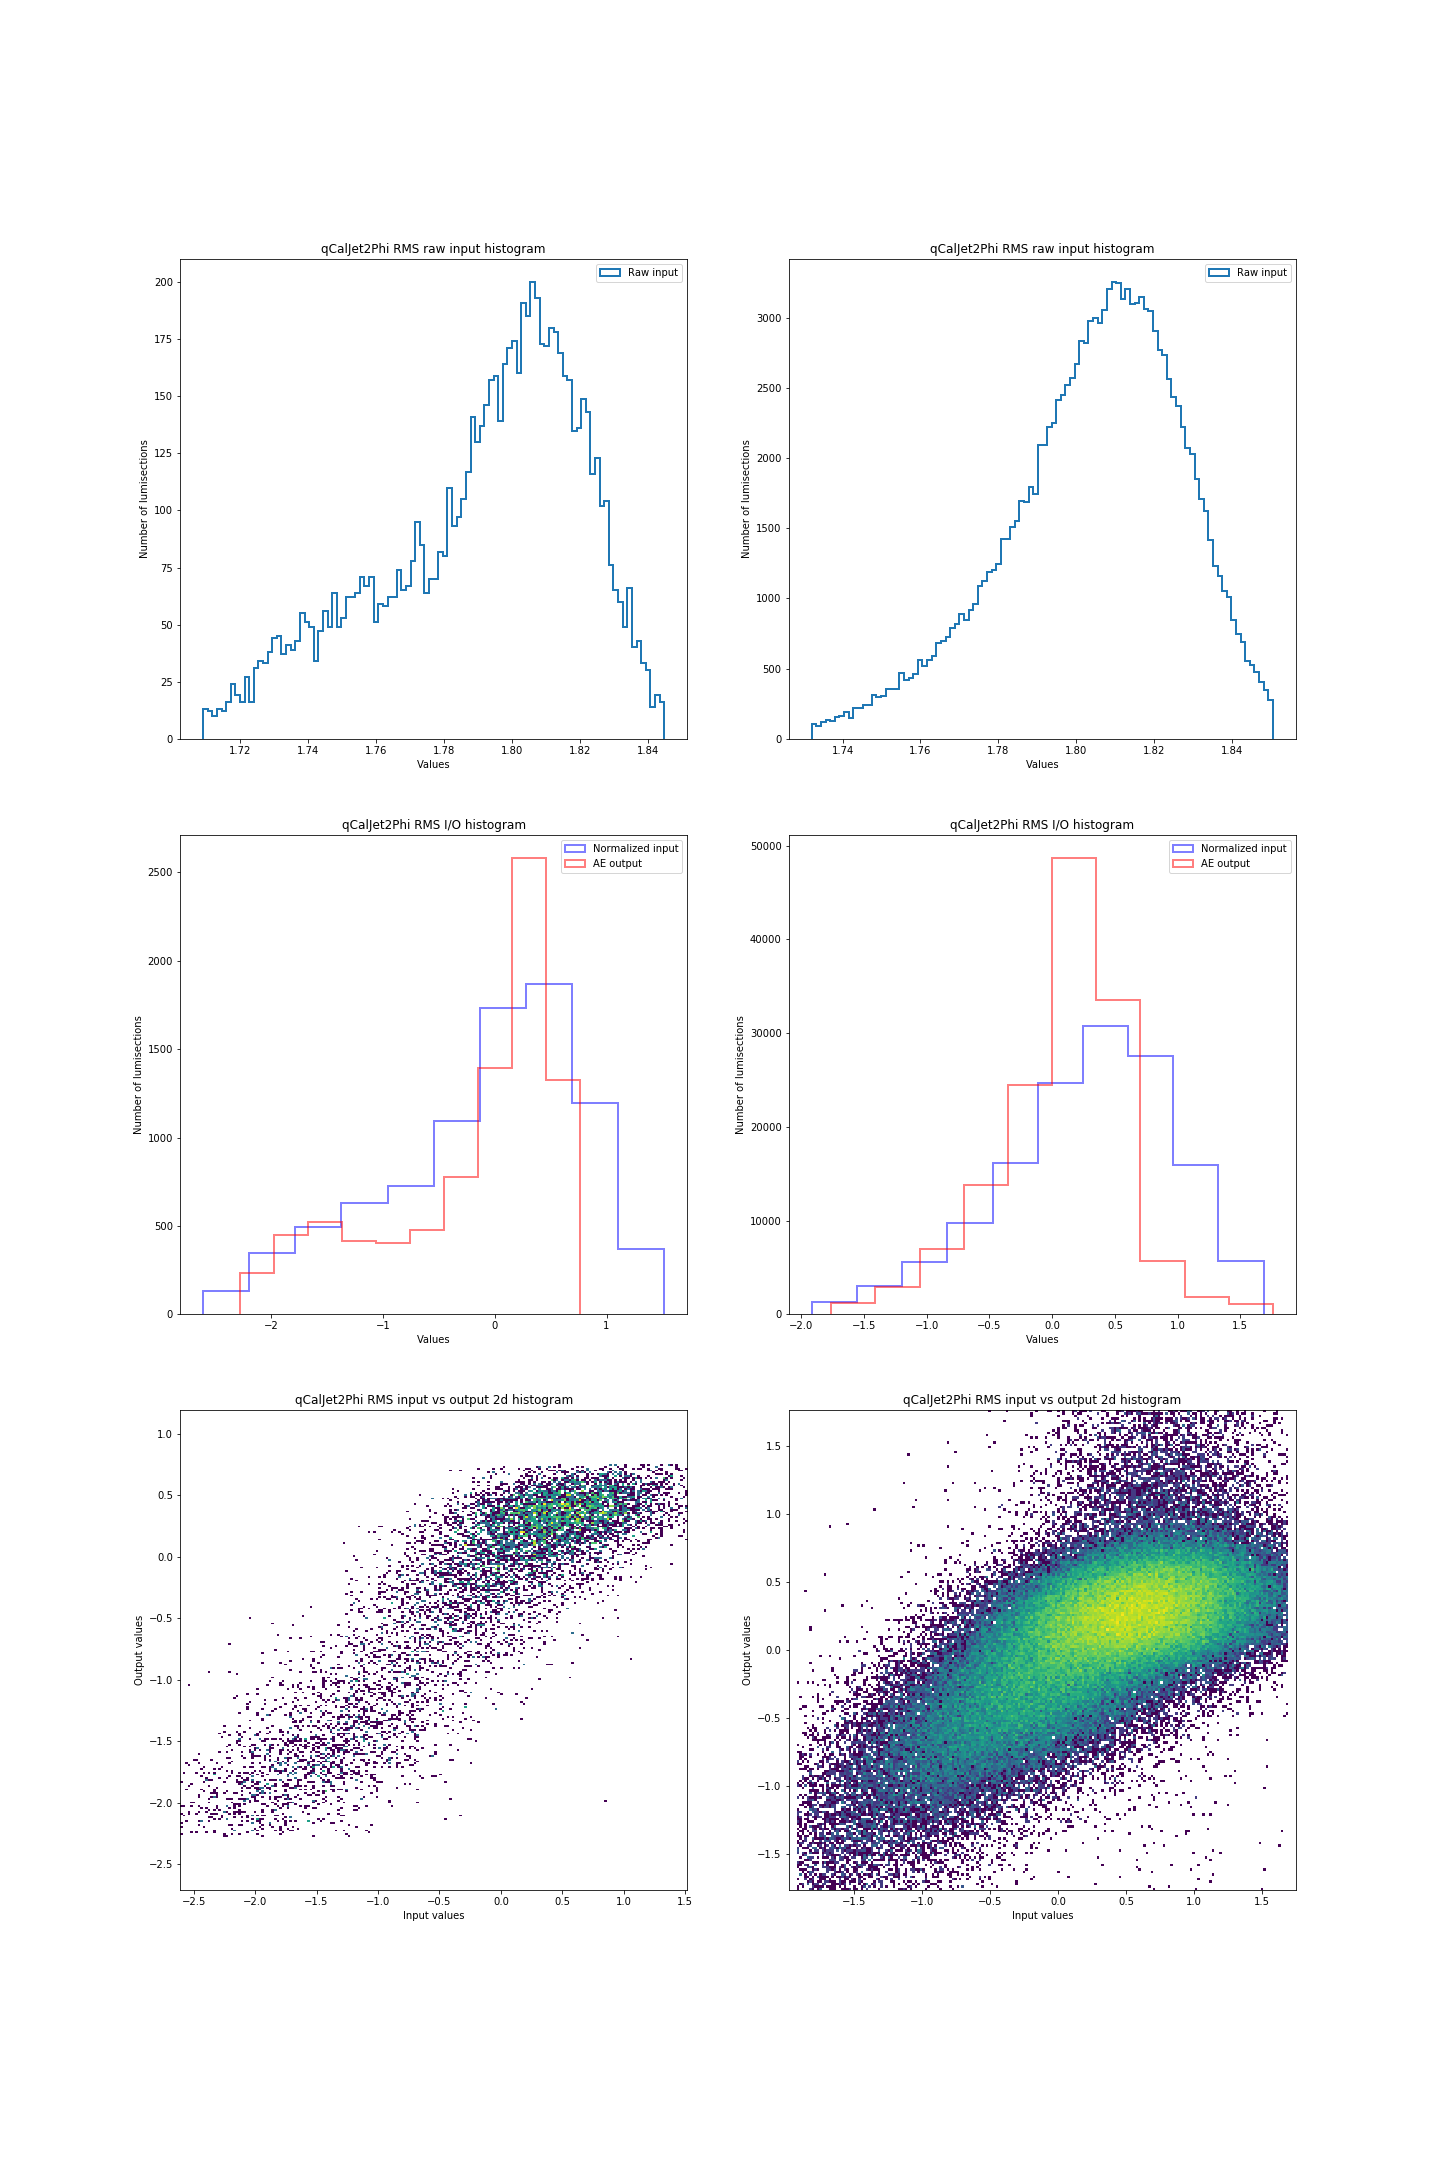 qCalJet2Phi RMS raw input histogram
Raw input
200
175
150
125
100
75
50
25
0
Number of lumisections
1.72 1.74 1.76 1.78 1.80 1.82 1.84
Values
qCalJet2Phi RMS raw input histogram
Raw input
3000
2500
2000
1500
1000
500
0
Number of lumisections
1.74 1.76 1.78 1.80 1.82 1.84
Values
qCalJet2Phi RMS I/O histogram
Normalized input
AE output
2500
2000
1500
1000
500
0
Number of lumisections
−2 −1 0 1
Values
qCalJet2Phi RMS I/O histogram
Normalized input
AE output
50000
40000
30000
20000
10000
0
Number of lumisections
−2.0 −1.5 −1.0 −0.5 0.0 0.5 1.0 1.5
Values
qCalJet2Phi RMS input vs output 2d histogram
1.0
0.5
0.0
−0.5
−1.0
−1.5
−2.0
−2.5
Output values
−2.5 −2.0 −1.5 −1.0 −0.5 0.0 0.5 1.0 1.5
Input values
qCalJet2Phi RMS input vs output 2d histogram
1.5
1.0
0.5
0.0
−0.5
−1.0
−1.5
Output values
−1.5 −1.0 −0.5 0.0 0.5 1.0 1.5
Input values